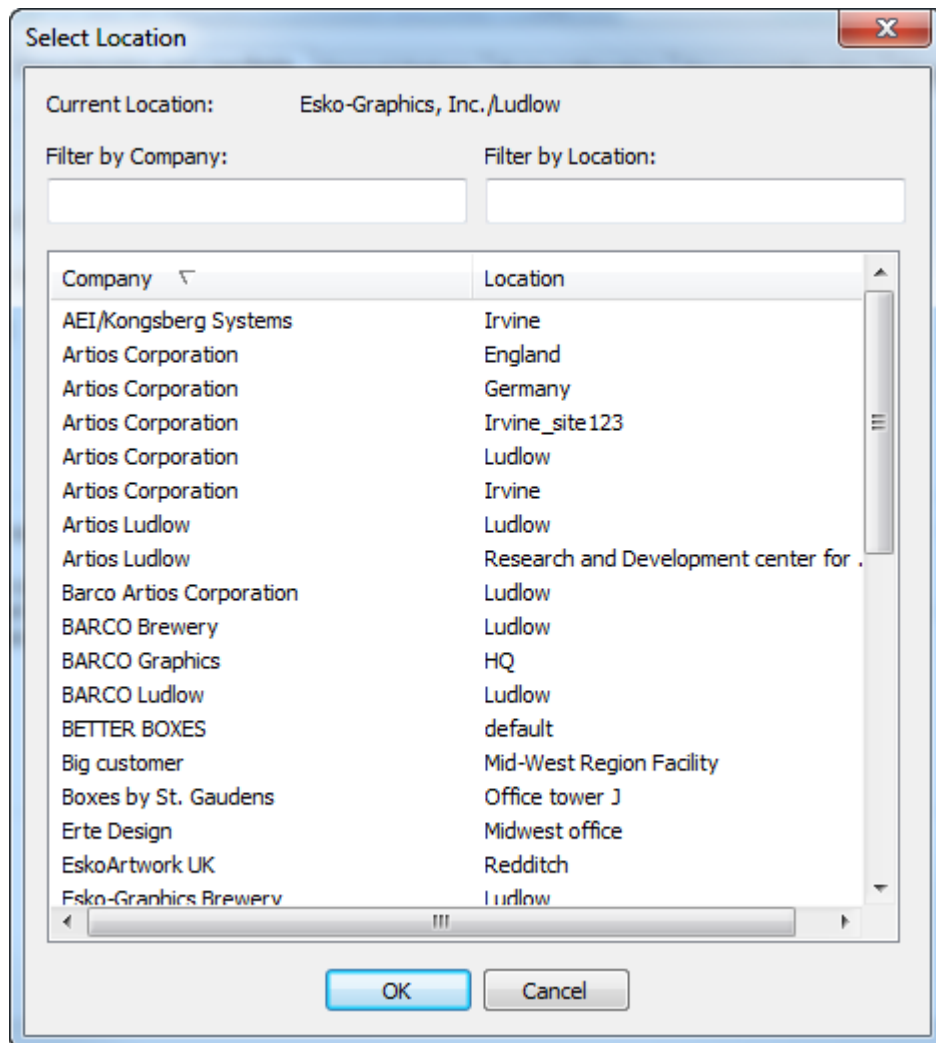 Select Location
Current Location: Esko-Graphics, Inc./Ludlow
Filter by Company: Filter by Location:
Company Location
AEI/Kongsberg Systems Irvine
Artios Corporation England
Artios Corporation Germany
Artios Corporation Irvine_site123
Artios Corporation Ludlow
Artios Corporation Irvine
Artios Ludlow Ludlow
Artios Ludlow Research and Development center for .
Barco Artios Corporation Ludlow
BARCO Brewery Ludlow
BARCO Graphics HQ
BARCO Ludlow Ludlow
BETTER BOXES default
Big customer Mid-West Region Facility
Boxes by St. Gaudens Office tower J
Erte Design Midwest office
EskoArtwork UK Redditch
Esko-Graphics Brewery Ludlow
OK Cancel